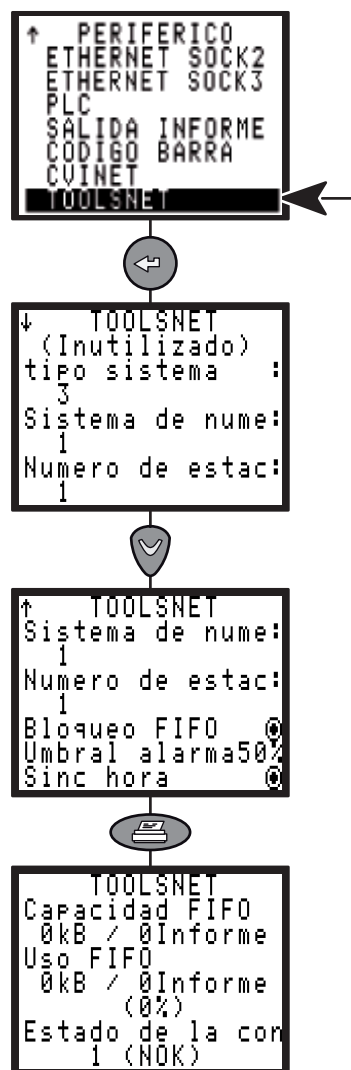 ↑ PERIFERICO
ETHERNET SOCK2
ETHERNET SOCK3
PLC
SALIDA INFORME
CODIGO BARRA
CVINET
TOOLSNET
↓ TOOLSNET
(Inutilizado)
tipo sistema :
3
Sistema de nume:
1
Numero de estac:
1
↑ TOOLSNET
Sistema de nume:
1
Numero de estac:
1
Bloqueo FIFO
Umbral alarma50%
Sinc hora
TOOLSNET
Capacidad FIFO
0kB / 0Informe
Uso FIFO
0kB / 0Informe
(0%)
Estado de la con
1 (NOK)